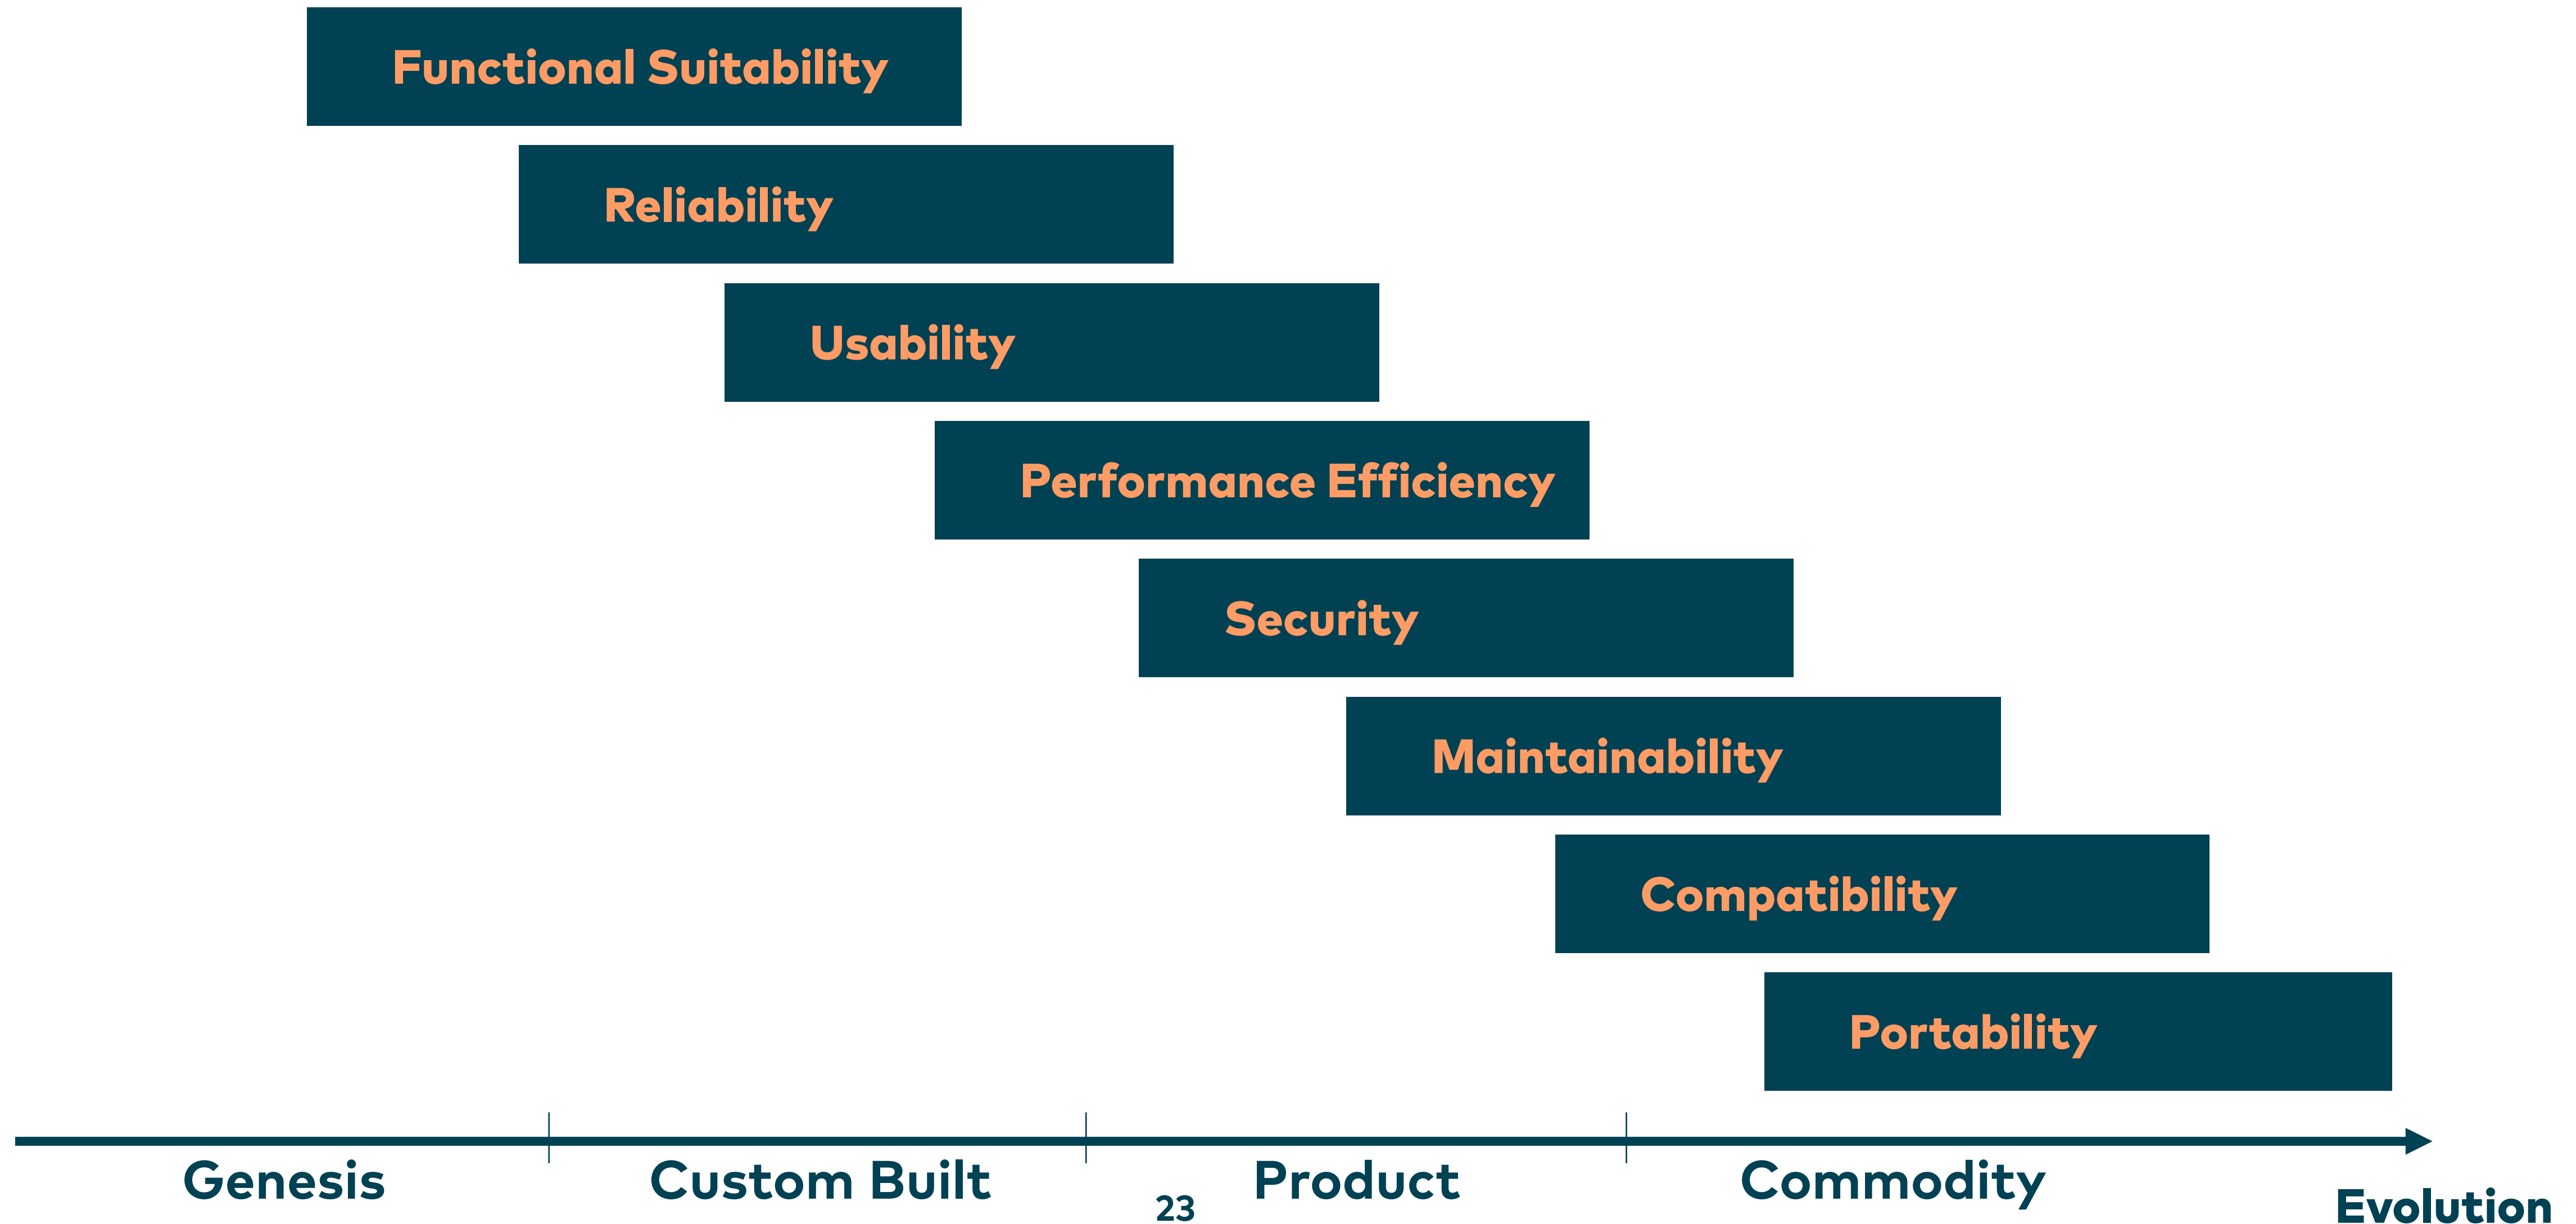 Functional Suitability
Reliability
Usability
Performance Efficiency
Security
Maintainability
Compatibility
Portability
Genesis
Custom Built
Product
Commodity
23
Evolution